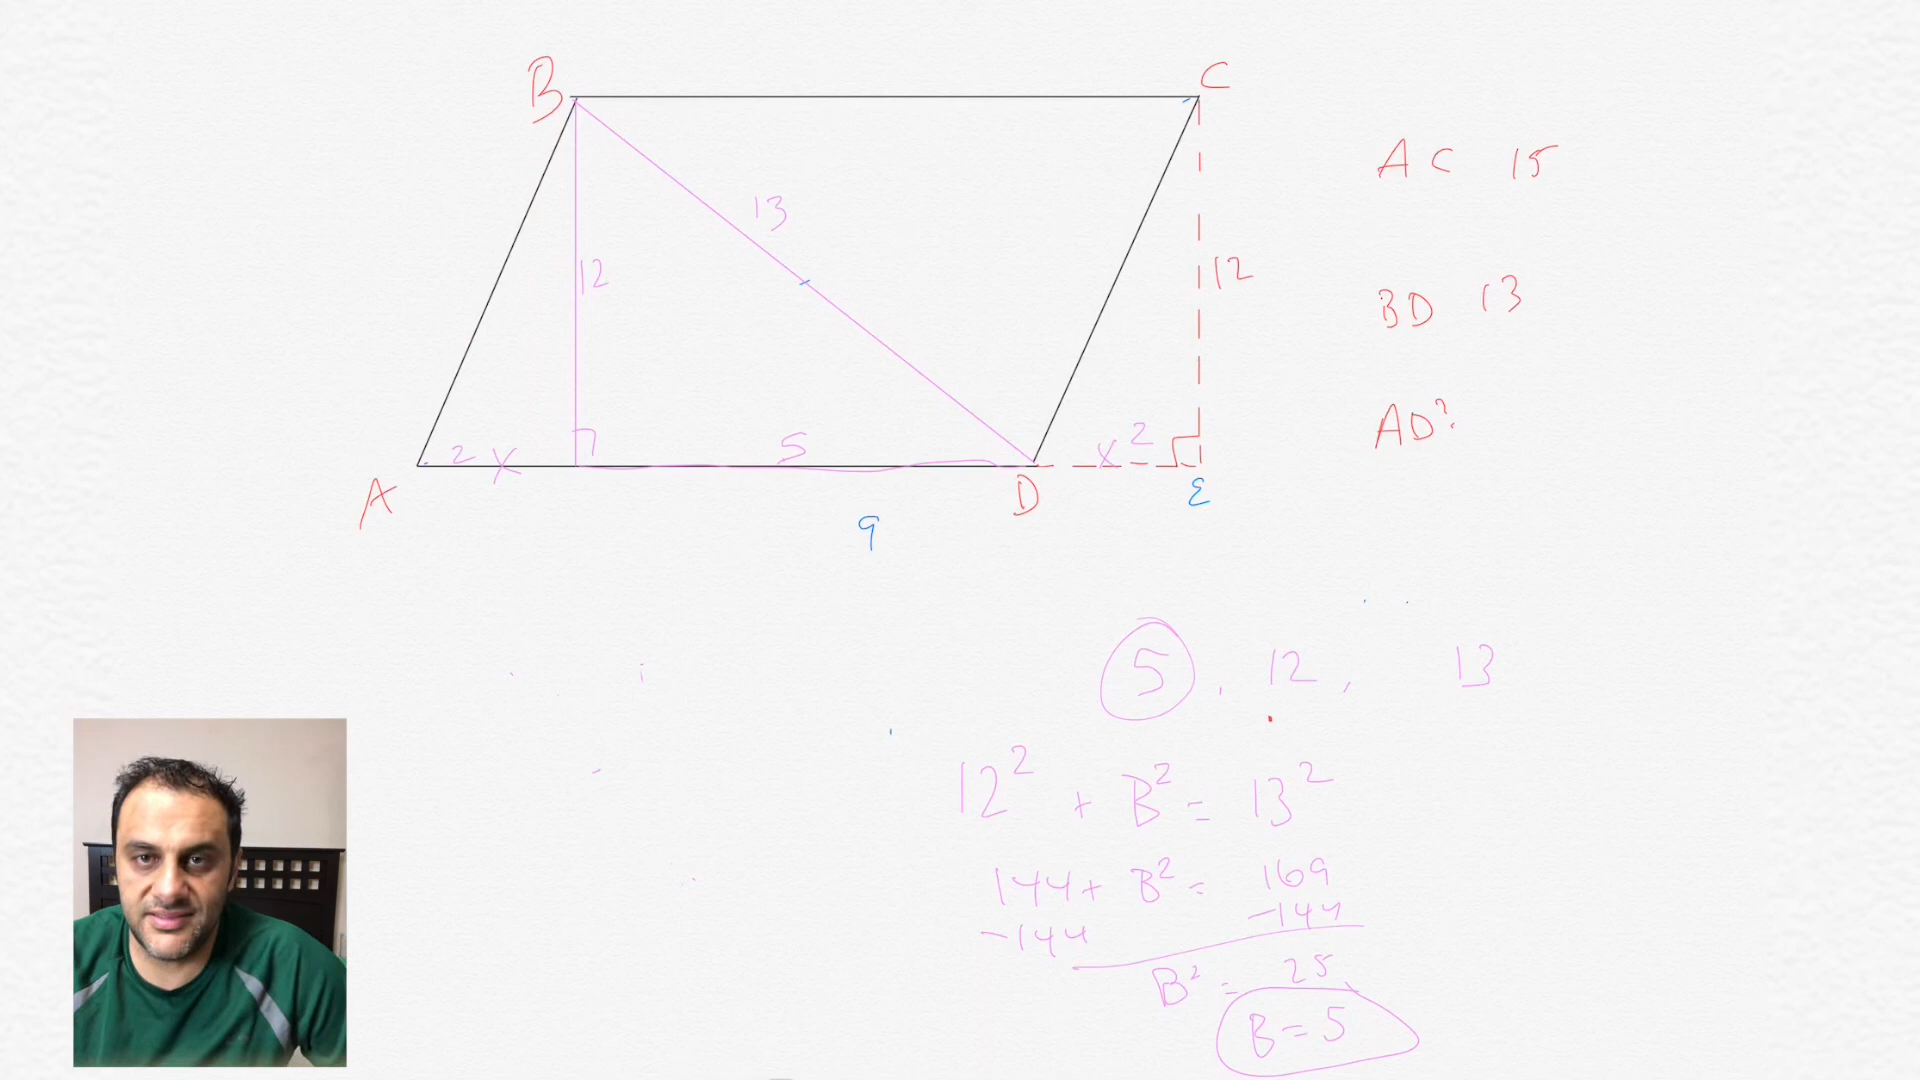 B
C
A C 15
13
12
12
BD 13
AD?
2 x
5
x 2
A
D
E
9
5, 12, 13
12² + B² = 13²
144 + B² = 169
-144 -144
B² = 25
B = 5